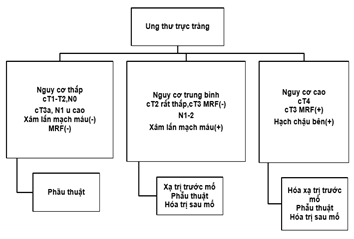 Ung thư trực tràng
Nguy cơ thấp
cT1-T2,N0
cT3a, N1 u cao
Xâm lấn mạch máu(-)
MRF(-)
Nguy cơ trung bình
cT2 rất thấp,cT3 MRF(-)
N1-2
Xâm lấn mạch máu(+)
Nguy cơ cao
cT4
cT3 MRF(+)
Hạch chậu bên(+)
Phẫu thuật
Xạ trị trước mổ
Phẫu thuật
Hóa trị sau mổ
Hóa xạ trị trước
mổ
Phẫu thuật
Hóa trị sau mổ